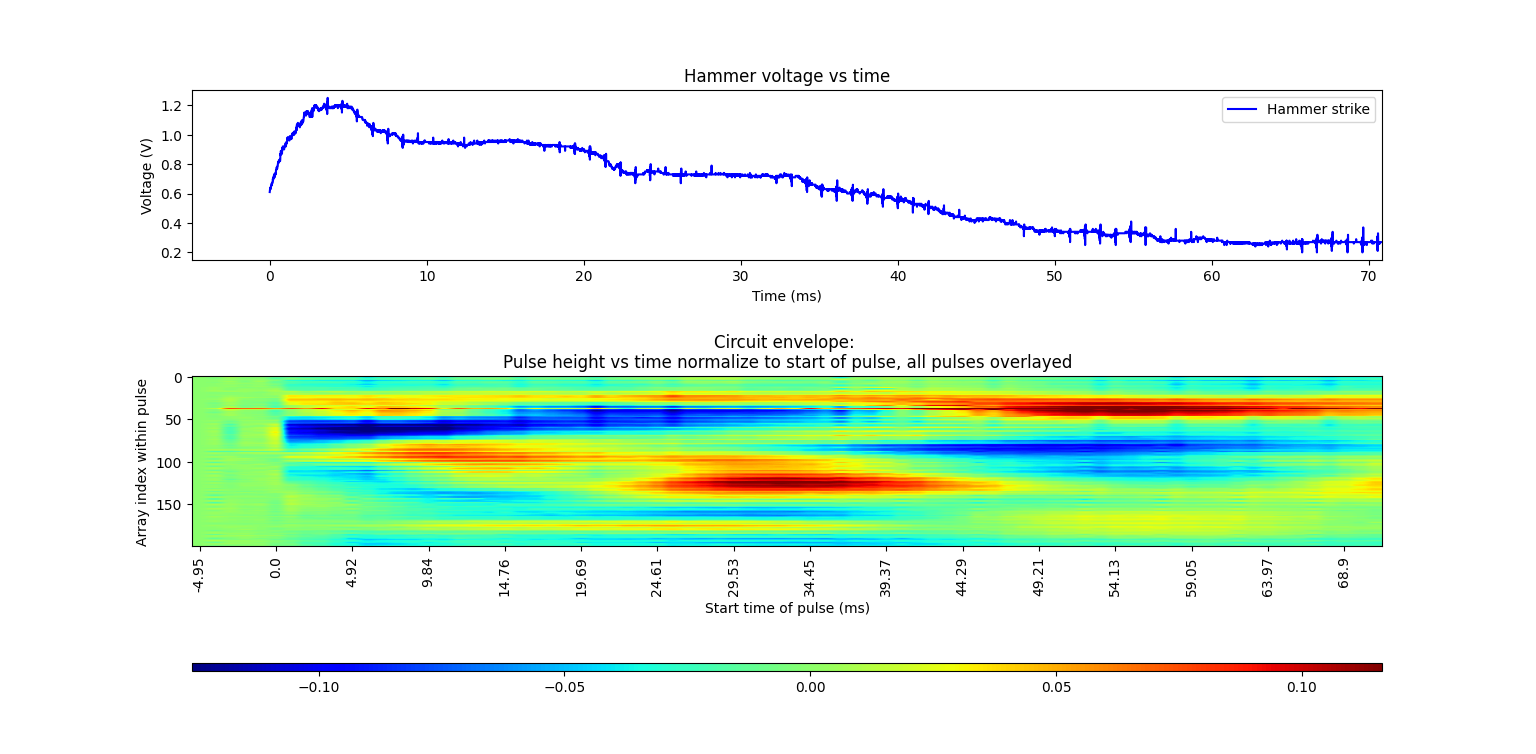 Hammer voltage vs time
Voltage (V)
1.2
1.0
0.8
0.6
0.4
0.2
Hammer strike
0 10 20 30 40 50 60 70
Time (ms)
Circuit envelope:
Pulse height vs time normalize to start of pulse, all pulses overlayed
Array index within pulse
0
50
100
150
-4.95 0.0 4.92 9.84 14.76 19.69 24.61 29.53 34.45 39.37 44.29 49.21 54.13 59.05 63.97 68.9
Start time of pulse (ms)
−0.10 −0.05 0.00 0.05 0.10